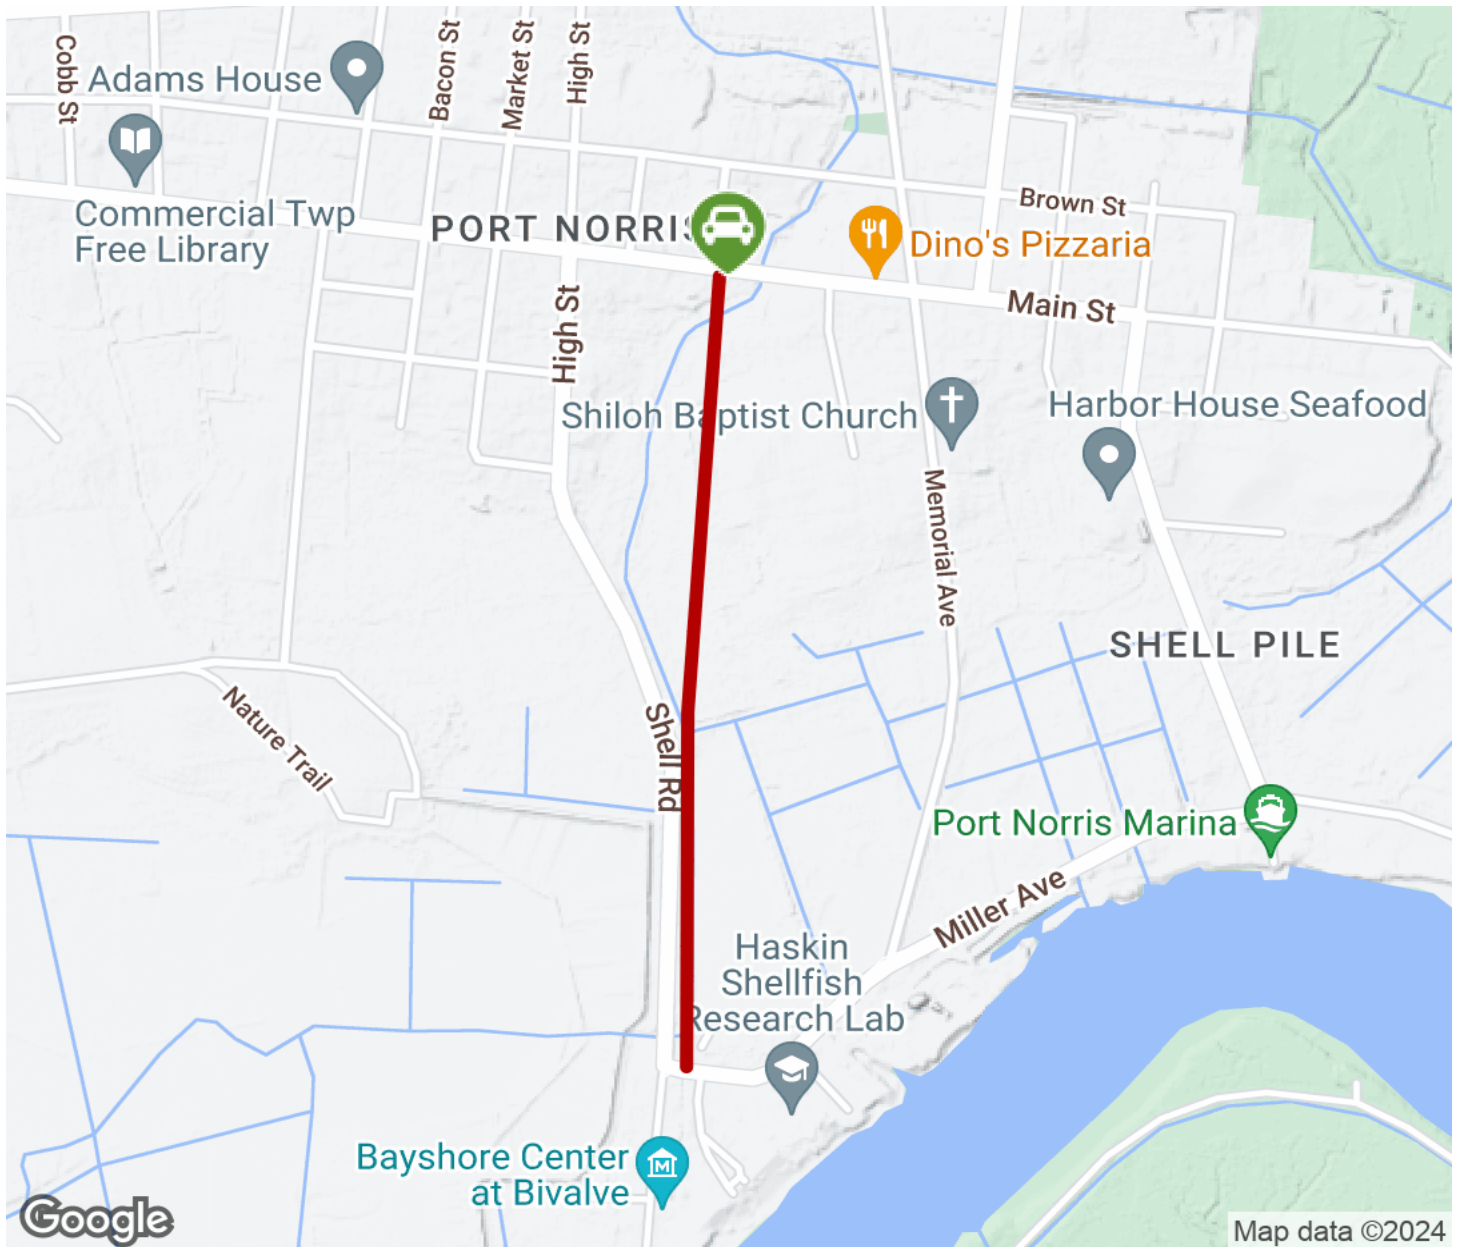 Cobb St
Adams House
Bacon St
Market St
High St
Commercial Twp
Free Library
PORT NORRIS
Brown St
Dino's Pizzaria
Main St
High St
Shiloh Baptist Church
Harbor House Seafood
Memorial Ave
SHELL PILE
Nature Trail
Shell Rd
Port Norris Marina
Miller Ave
Haskin
Shellfish
Research Lab
Bayshore Center
at Bivalve
Google
Map data ©2024